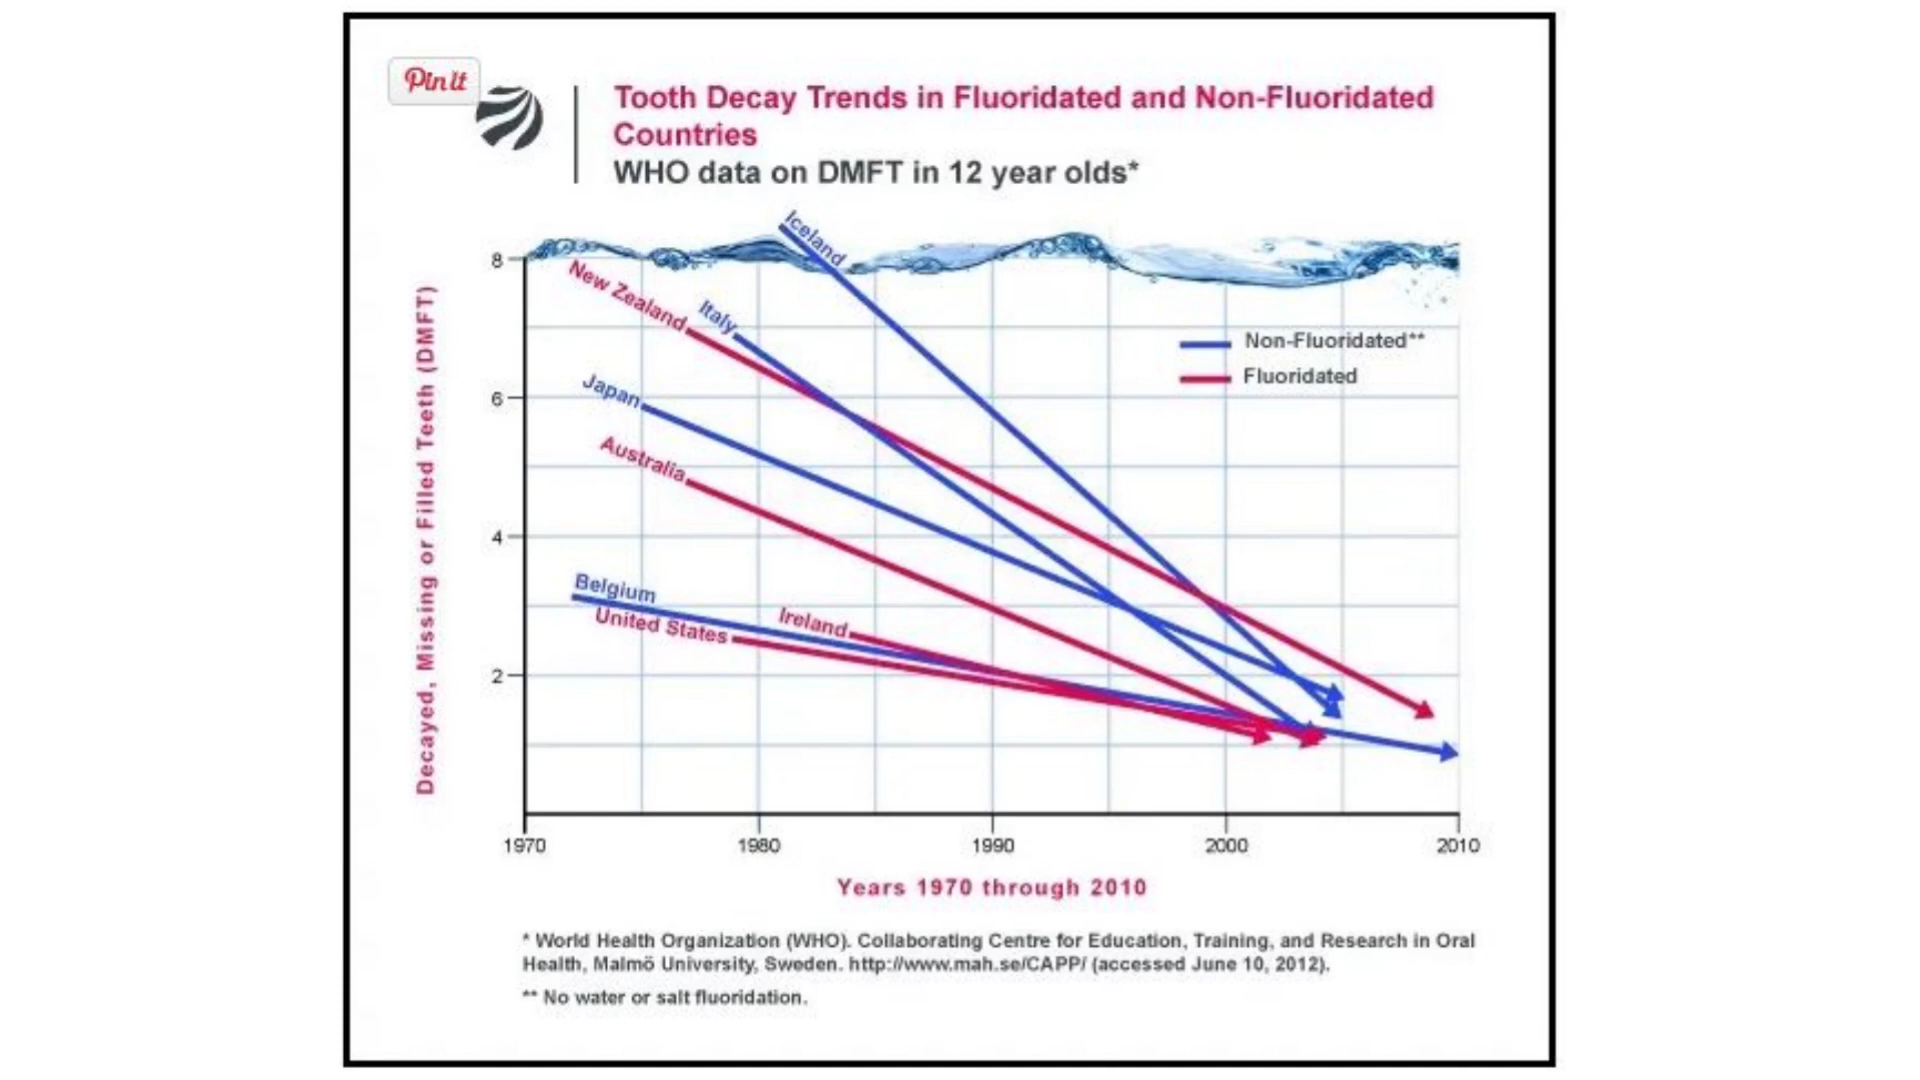 Pin it
Tooth Decay Trends in Fluoridated and Non-Fluoridated
Countries
WHO data on DMFT in 12 year olds*
Iceland
8
New Zealand
Italy
Non-Fluoridated**
Fluoridated
Japan
6
Australia
4
Belgium
United States
Ireland
2
Decayed, Missing or Filled Teeth (DMFT)
1970 1980 1990 2000 2010
Years 1970 through 2010
* World Health Organization (WHO). Collaborating Centre for Education, Training, and Research in Oral
Health, Malmö University, Sweden. http://www.mah.se/CAPP/ (accessed June 10, 2012).
** No water or salt fluoridation.